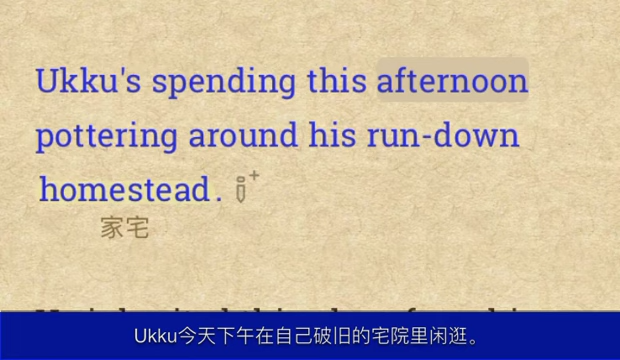 Ukku's spending this afternoon
pottering around his run-down
homestead.
家宅
Ukku今天下午在自己破旧的宅院里闲逛。